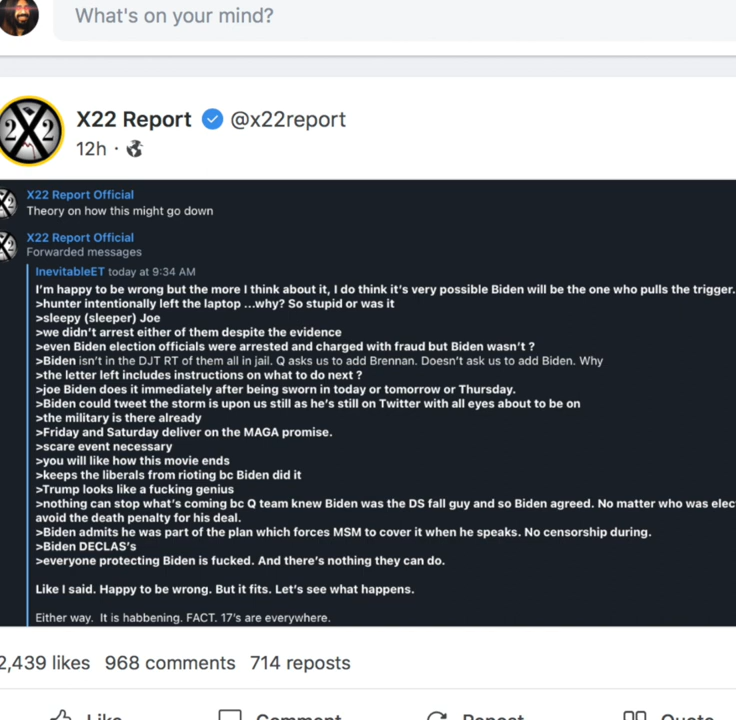 What's on your mind?
X22 Report @x22report
12h ·
2X2
X22 Report Official
Theory on how this might go down
X22 Report Official
Forwarded messages
InevitableET today at 9:34 AM
I'm happy to be wrong but the more I think about it, I do think it's very possible Biden will be the one who pulls the trigger.
>hunter intentionally left the laptop ...why? So stupid or was it
>sleepy (sleeper) Joe
>we didn't arrest either of them despite the evidence
>even Biden election officials were arrested and charged with fraud but Biden wasn't ?
>Biden isn't in the DJT RT of them all in jail. Q asks us to add Brennan. Doesn't ask us to add Biden. Why
>the letter left includes instructions on what to do next ?
>joe Biden does it immediately after being sworn in today or tomorrow or Thursday.
>Biden could tweet the storm is upon us still as he's still on Twitter with all eyes about to be on
>the military is there already
>Friday and Saturday deliver on the MAGA promise.
>scare event necessary
>you will like how this movie ends
>keeps the liberals from rioting bc Biden did it
>Trump looks like a fucking genius
>nothing can stop what's coming bc Q team knew Biden was the DS fall guy and so Biden agreed. No matter who was elec
avoid the death penalty for his deal.
>Biden admits he was part of the plan which forces MSM to cover it when he speaks. No censorship during.
>Biden DECLAS's
>everyone protecting Biden is fucked. And there's nothing they can do.
Like I said. Happy to be wrong. But it fits. Let's see what happens.
Either way. It is habbening. FACT. 17's are everywhere.
2,439 likes 968 comments 714 reposts
Like Comment Repost Quote